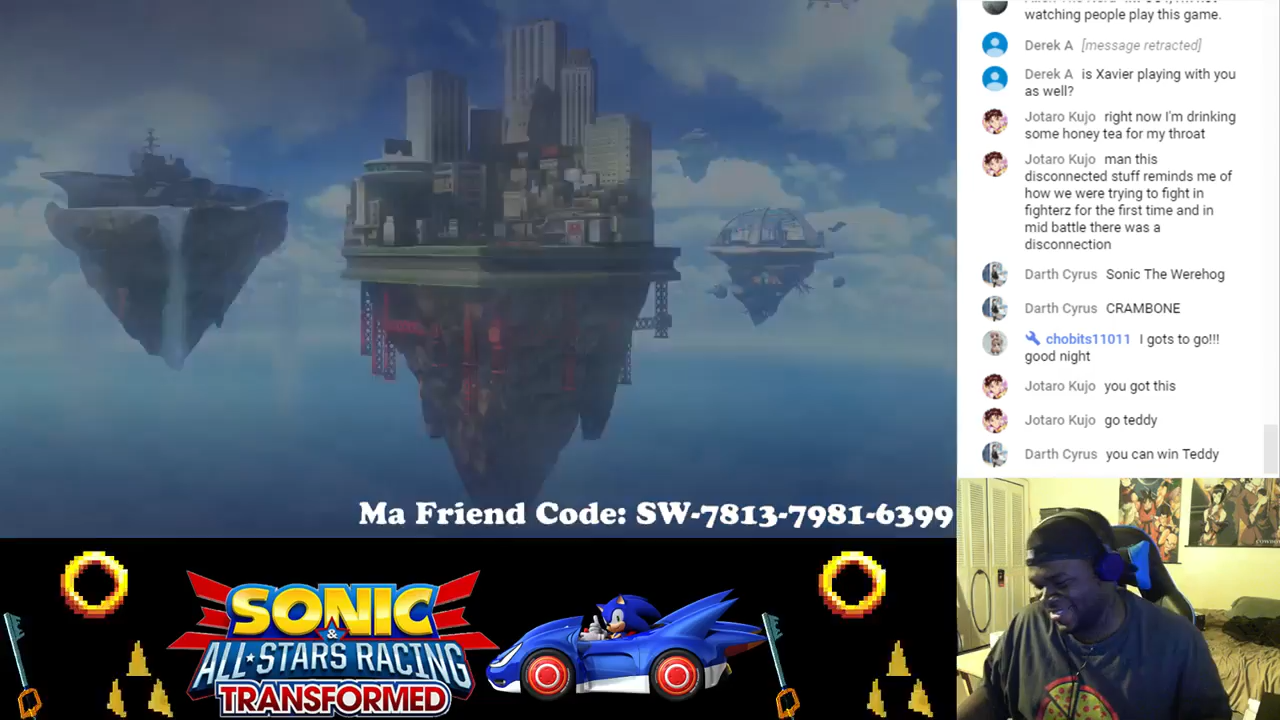 watching people play this game.
Derek A [message retracted]
Derek A is Xavier playing with you
as well?
Jotaro Kujo right now I'm drinking
some honey tea for my throat
Jotaro Kujo man this
disconnected stuff reminds me of
how we were trying to fight in
fighterz for the first time and in
mid battle there was a
disconnection
Darth Cyrus Sonic The Werehog
Darth Cyrus CRAMBONE
chobits11011 I gots to go!!!
good night
Jotaro Kujo you got this
Jotaro Kujo go teddy
Darth Cyrus you can win Teddy
Ma Friend Code: SW-7813-7981-6399
SONIC
&
ALL★STARS RACING
TRANSFORMED